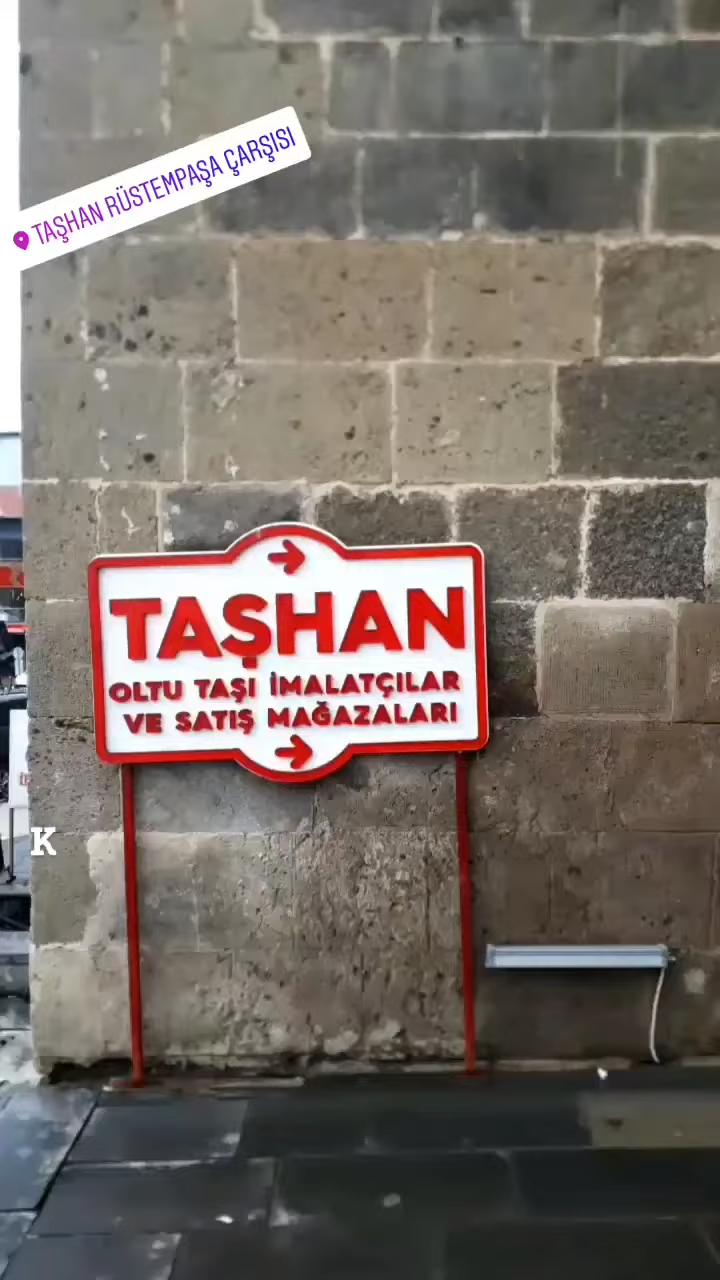 TAŞHAN RÜSTEMPAŞA ÇARŞISI
TAŞHAN
OLTU TAŞI İMALATÇILAR
VE SATIŞ MAĞAZALARI
K